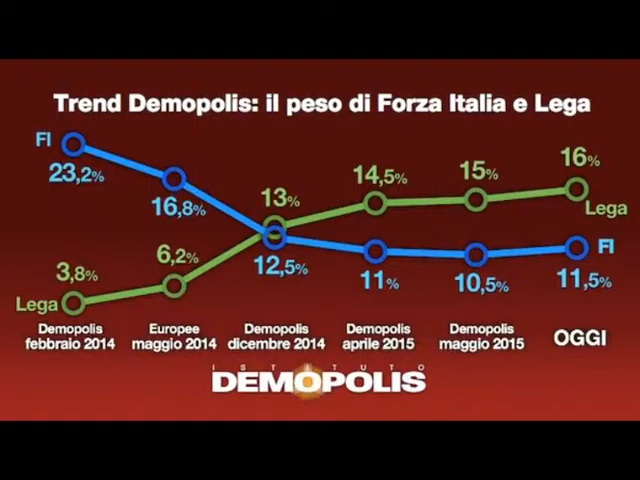 Trend Demopolis: il peso di Forza Italia e Lega
FI
23,2%
16,8%
13%
14,5%
15%
16%
Lega
3,8%
6,2%
12,5%
11%
10,5%
11,5%
FI
Lega
Demopolis
febbraio 2014
Europee
maggio 2014
Demopolis
dicembre 2014
Demopolis
aprile 2015
Demopolis
maggio 2015
OGGI
ISTITUTO
DEMOPOLIS